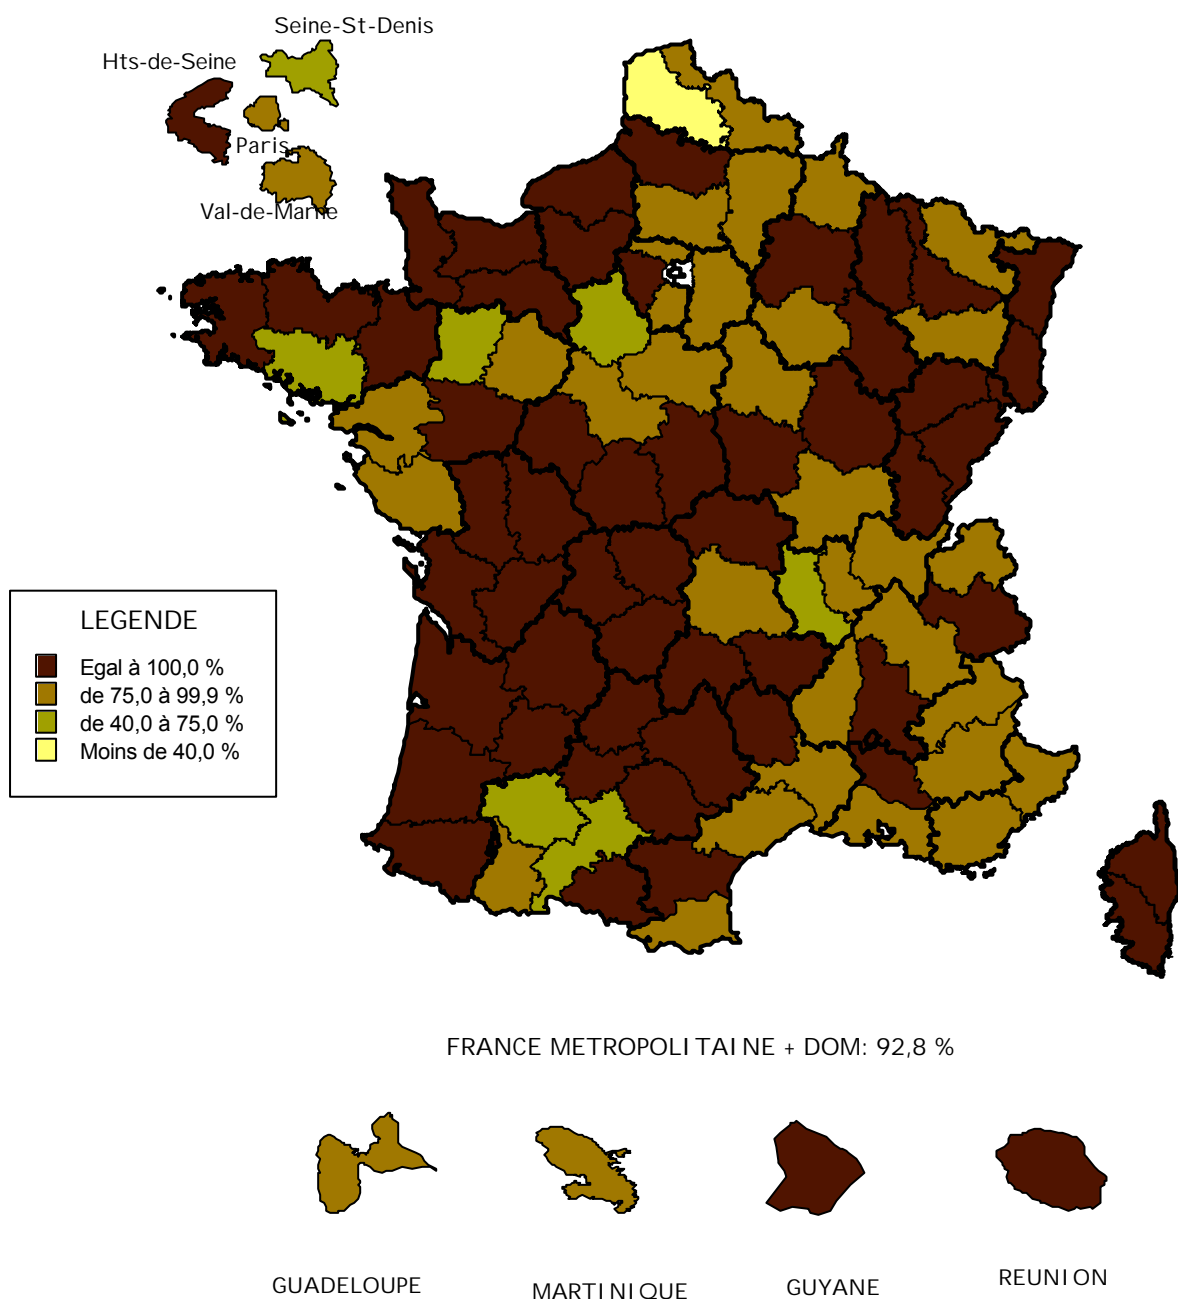 Seine-St-Denis
Hts-de-Seine
Paris
Val-de-Marne
LEGENDE
Egal à 100,0 %
de 75,0 à 99,9 %
de 40,0 à 75,0 %
Moins de 40,0 %
FRANCE METROPOLITAINE + DOM: 92,8 %
GUADELOUPE
MARTINIQUE
GUYANE
REUNION